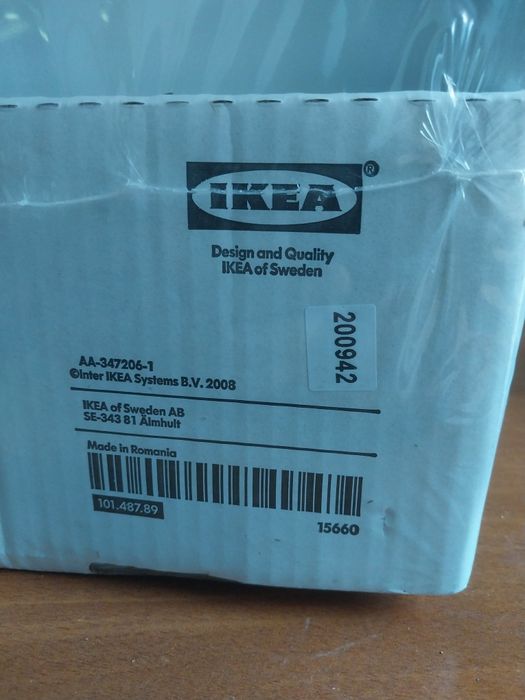 IKEA®
Design and Quality
IKEA of Sweden
200942
AA-347206-1
©Inter IKEA Systems B.V. 2008
IKEA of Sweden AB
SE-343 81 Älmhult
Made in Romania
101.487.89
15660